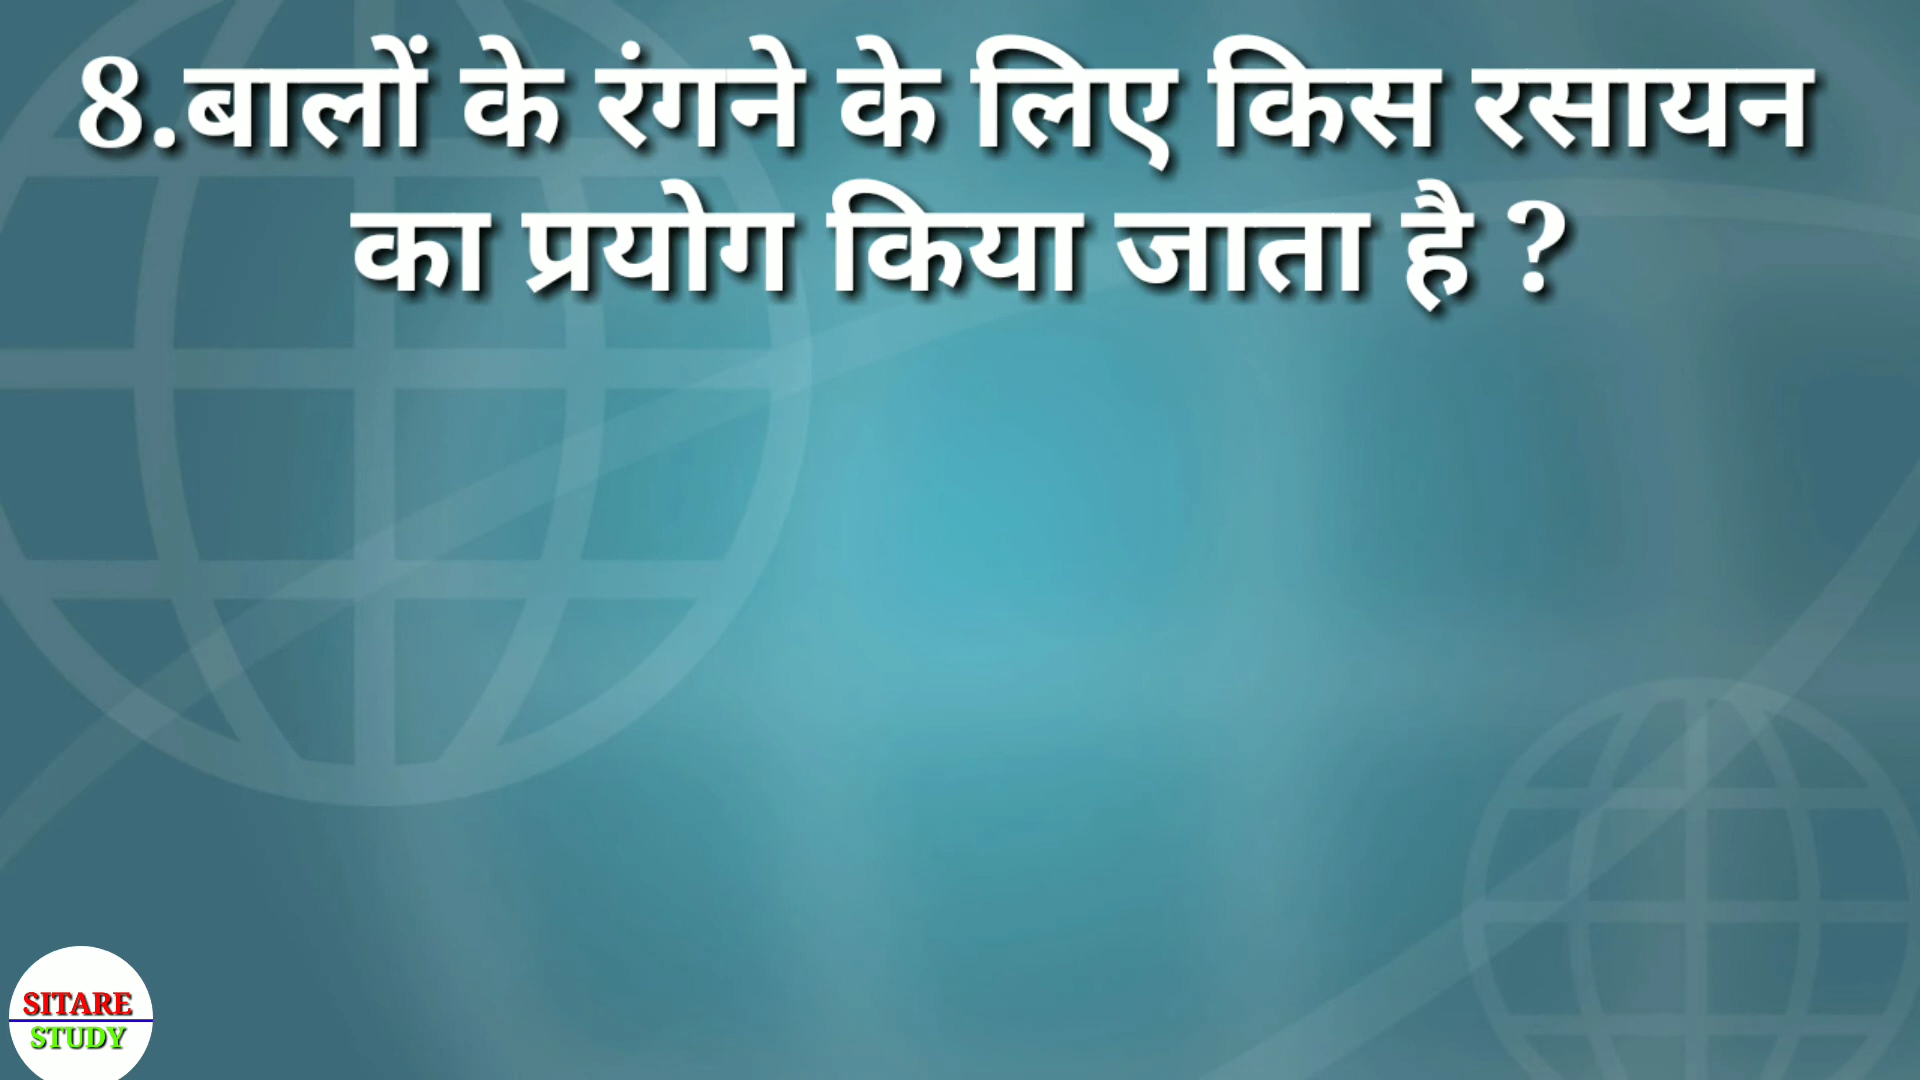 8.बालों के रंगने के लिए किस रसायन
का प्रयोग किया जाता है ?
SITARE
STUDY